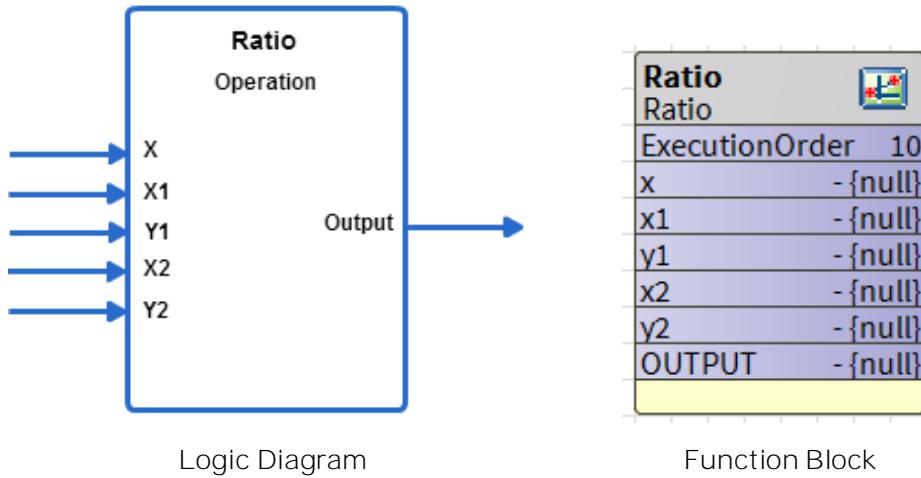 Ratio
Operation
X
X1
Y1
X2
Y2
Output
Logic Diagram
Ratio
Ratio
ExecutionOrder 10
x - {null}
x1 - {null}
y1 - {null}
x2 - {null}
y2 - {null}
OUTPUT - {null}
Function Block